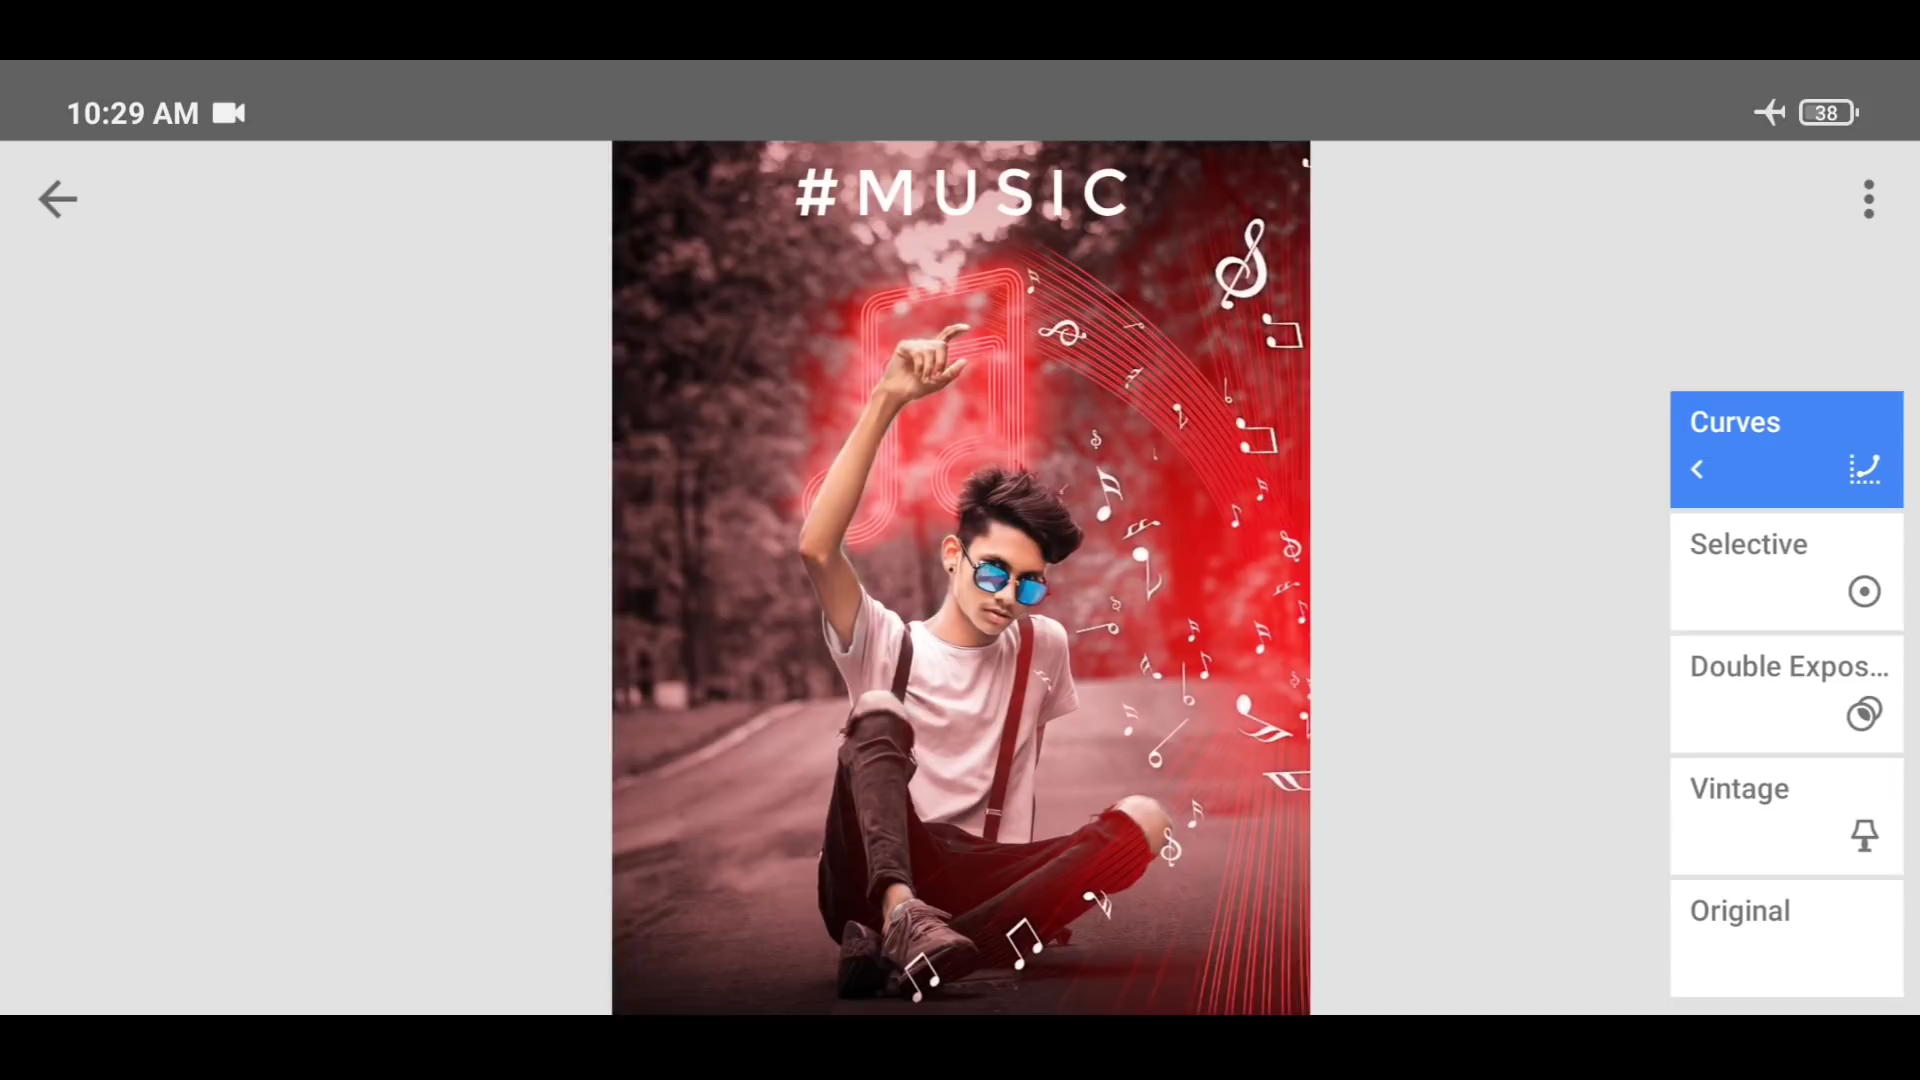 10:29 AM
38
#MUSIC
Curves
Selective
Double Expos...
Vintage
Original